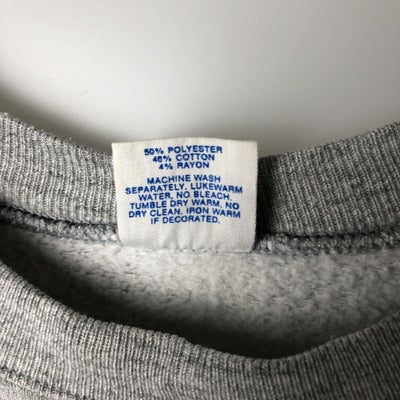 50% POLYESTER
46% COTTON
4% RAYON
MACHINE WASH
SEPARATELY. LUKEWARM
WATER, NO BLEACH.
TUMBLE DRY WARM. NO
DRY CLEAN. IRON WARM
IF DECORATED.